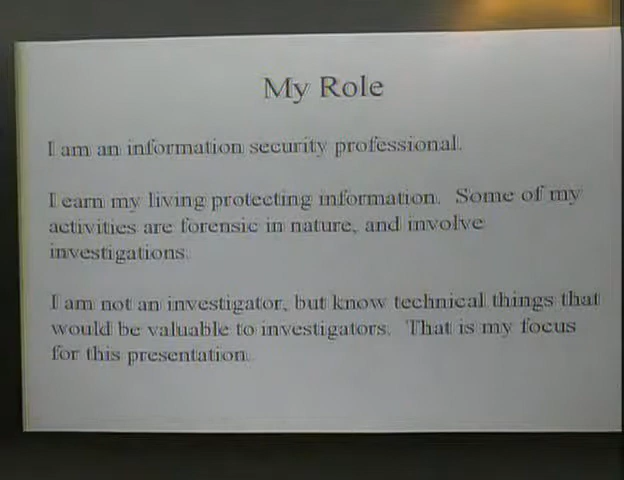 My Role
I am an information security professional.
I earn my living protecting information. Some of my
activities are forensic in nature, and involve
investigations.
I am not an investigator, but know technical things that
would be valuable to investigators. That is my focus
for this presentation.